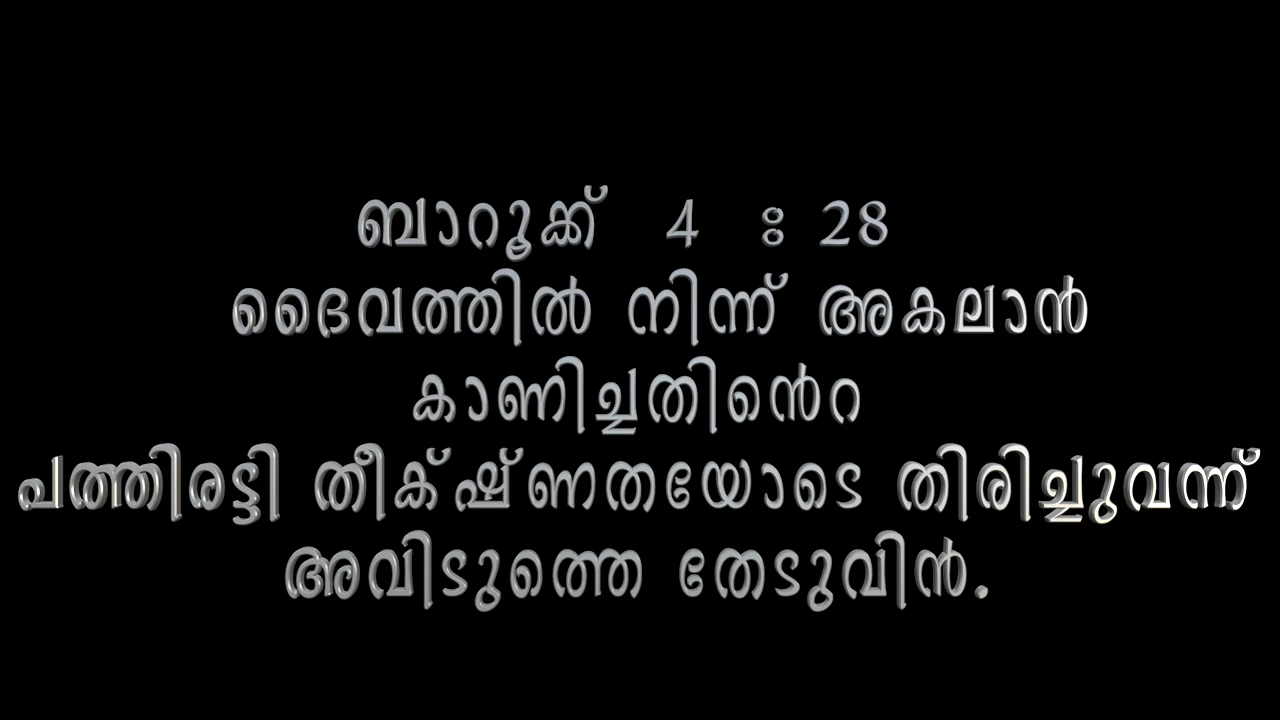 ബാറൂക്ക് 4 : 28
ദൈവത്തിൽ നിന്ന് അകലാൻ
കാണിച്ചതിൻെറ
പത്തിരട്ടി തീക്ഷ്ണതയോടെ തിരിച്ചുവന്ന്
അവിടുത്തെ തേടുവിൻ.